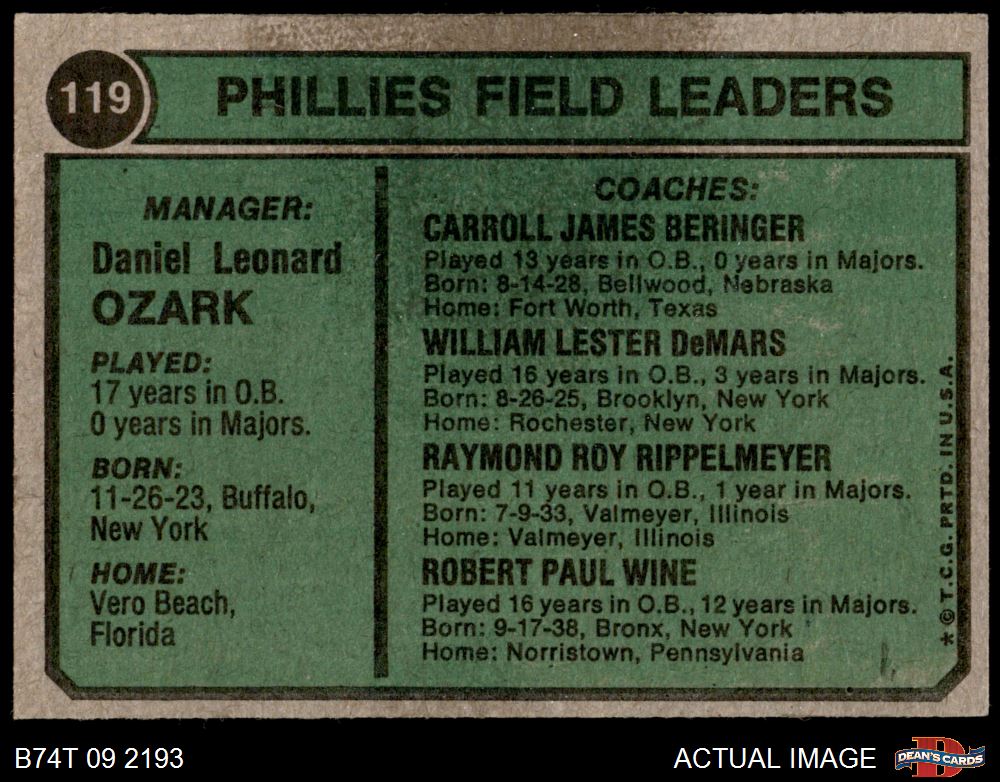 119
PHILLIES FIELD LEADERS
MANAGER:
Daniel Leonard
OZARK
PLAYED:
17 years in O.B.
0 years in Majors.
BORN:
11-26-23, Buffalo,
New York
HOME:
Vero Beach,
Florida
COACHES:
CARROLL JAMES BERINGER
Played 13 years in O.B., 0 years in Majors.
Born: 8-14-28, Bellwood, Nebraska
Home: Fort Worth, Texas
WILLIAM LESTER DeMARS
Played 16 years in O.B., 3 years in Majors.
Born: 8-26-25, Brooklyn, New York
Home: Rochester, New York
RAYMOND ROY RIPPELMEYER
Played 11 years in O.B., 1 year in Majors.
Born: 7-9-33, Valmeyer, Illinois
Home: Valmeyer, Illinois
ROBERT PAUL WINE
Played 16 years in O.B., 12 years in Majors.
Born: 9-17-38, Bronx, New York
Home: Norristown, Pennsylvania
* © T.C.G. PRTD. IN U.S.A.
B74T 09 2193
ACTUAL IMAGE
D
DEAN'S CARDS